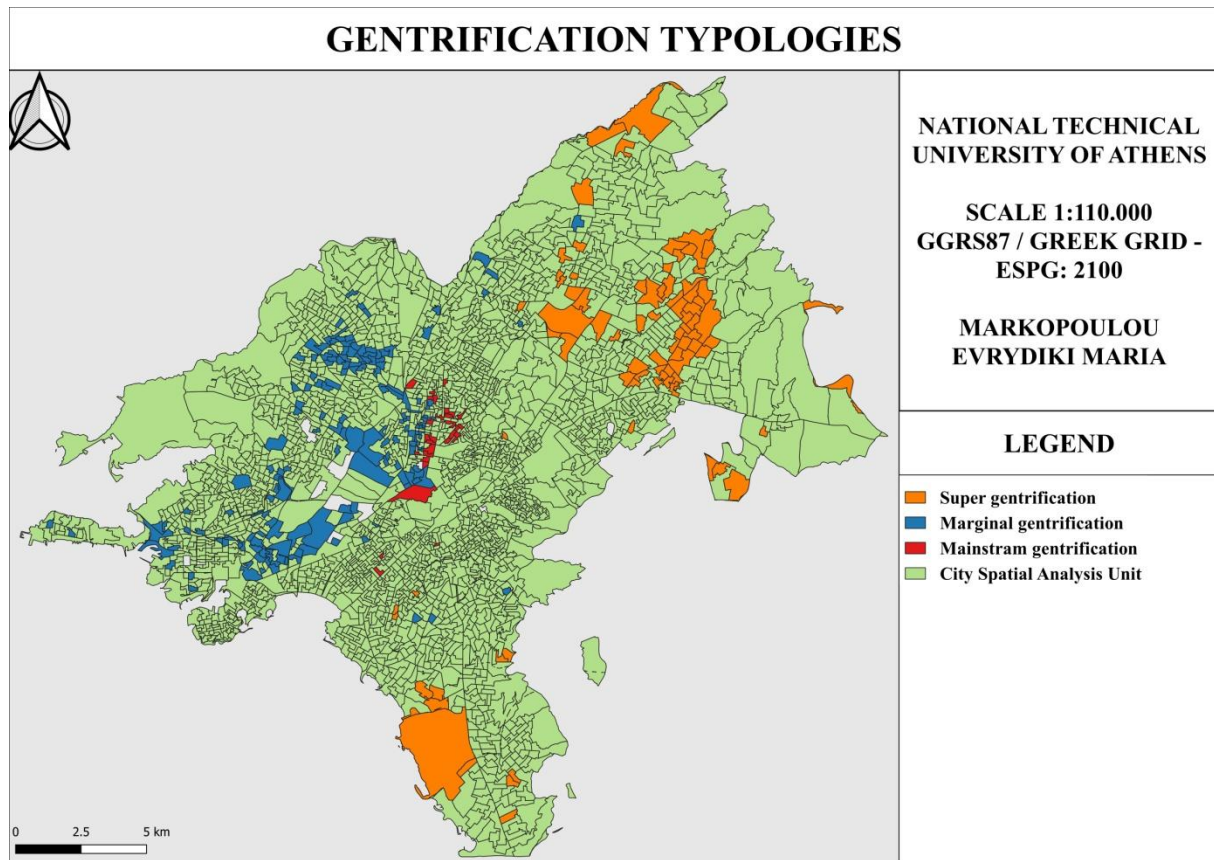 GENTRIFICATION TYPOLOGIES
NATIONAL TECHNICAL
UNIVERSITY OF ATHENS
SCALE 1:110.000
GGRS87 / GREEK GRID -
ESPG: 2100
MARKOPOULOU
EVRYDIKI MARIA
LEGEND
Super gentrification
Marginal gentrification
Mainstram gentrification
City Spatial Analysis Unit
0 2.5 5 km